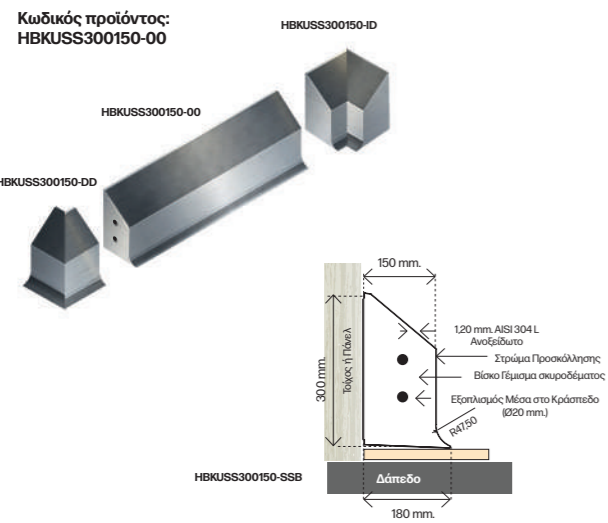 Κωδικός προϊόντος:
HBKUSS300150-00
HBKUSS300150-ID
HBKUSS300150-00
HBKUSS300150-DD
150 mm.
1,20 mm. AISI 304 L
Ανοξείδωτο
Στρώμα Προσκόλλησης
Βίσκο Γέμισμα σκυροδέματος
Εξοπλισμός Μέσα στο Κράσπεδο
(Ø20 mm.)
R47,50
300 mm.
Τοίχος ή Πάνελ
HBKUSS300150-SSB
Δάπεδο
180 mm.